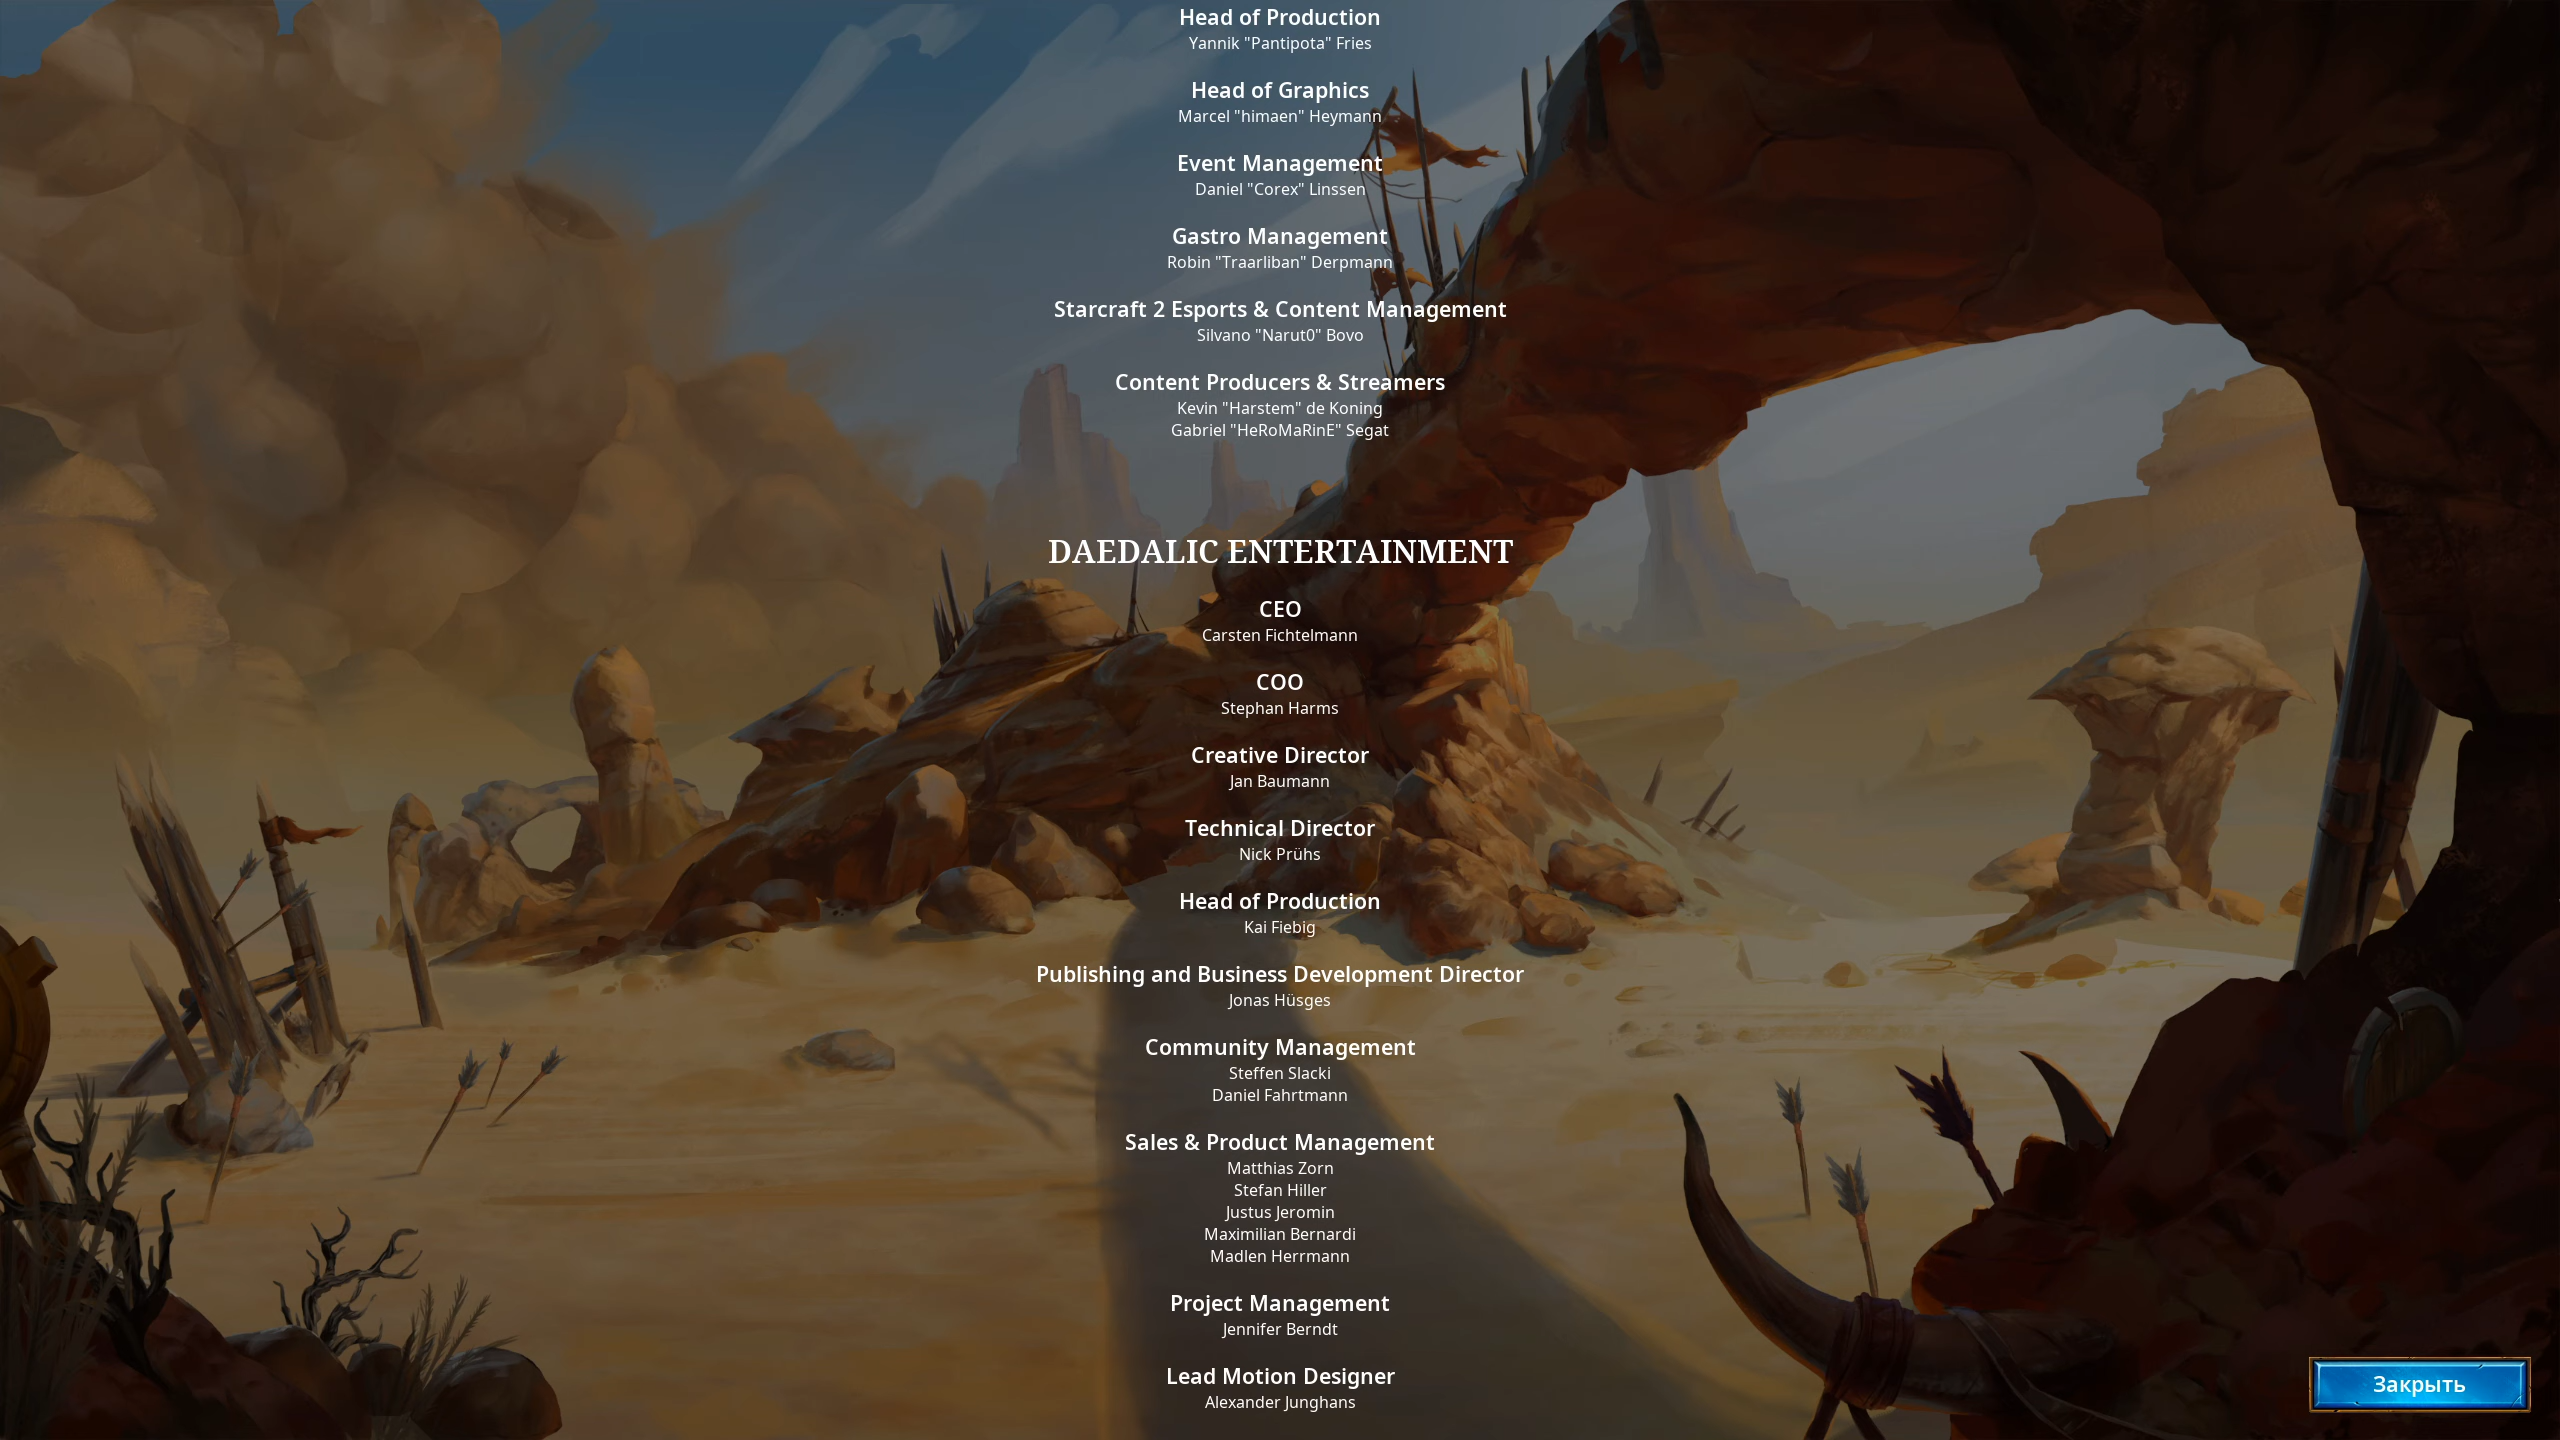 Head of Production
Yannik "Pantipota" Fries
Head of Graphics
Marcel "himaen" Heymann
Event Management
Daniel "Corex" Linssen
Gastro Management
Robin "Traarliban" Derpmann
Starcraft 2 Esports & Content Management
Silvano "Narut0" Bovo
Content Producers & Streamers
Kevin "Harstem" de Koning
Gabriel "HeRoMaRinE" Segat
DAEDALIC ENTERTAINMENT
CEO
Carsten Fichtelmann
COO
Stephan Harms
Creative Director
Jan Baumann
Technical Director
Nick Prühs
Head of Production
Kai Fiebig
Publishing and Business Development Director
Jonas Hüsges
Community Management
Steffen Slacki
Daniel Fahrtmann
Sales & Product Management
Matthias Zorn
Stefan Hiller
Justus Jeromin
Maximilian Bernardi
Madlen Herrmann
Project Management
Jennifer Berndt
Lead Motion Designer
Alexander Junghans
Закрыть